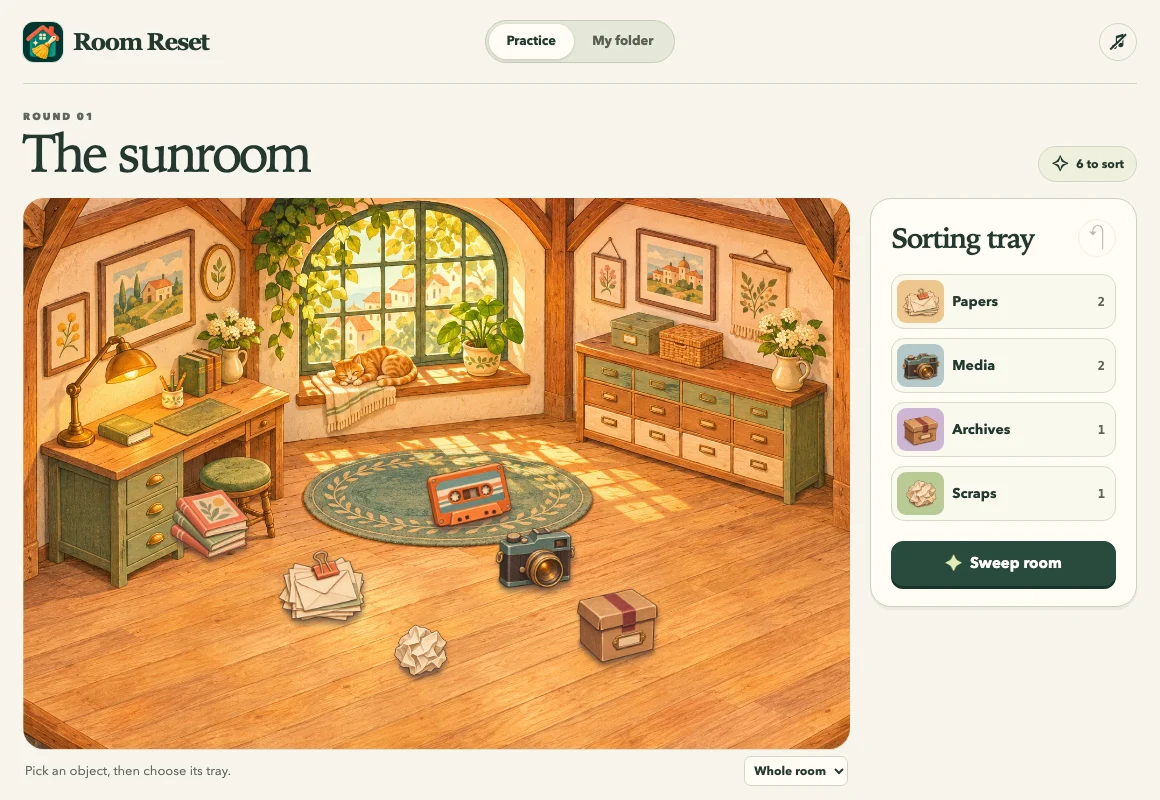 Room Reset
Practice
My folder
ROUND 01
The sunroom
6 to sort
Sorting tray
Papers 2
Media 2
Archives 1
Scraps 1
Sweep room
Pick an object, then choose its tray.
Whole room